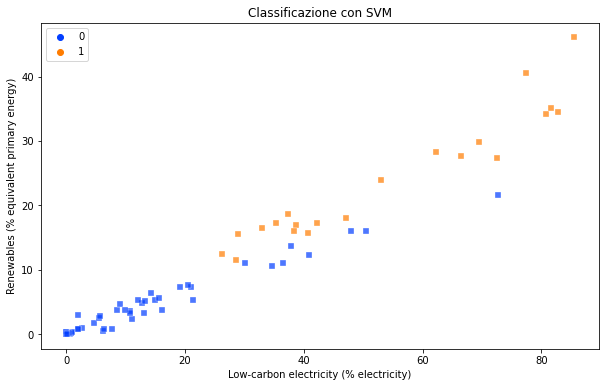 Classificazione con SVM
0
1
Renewables (% equivalent primary energy)
40
30
20
10
0
0 20 40 60 80
Low-carbon electricity (% electricity)